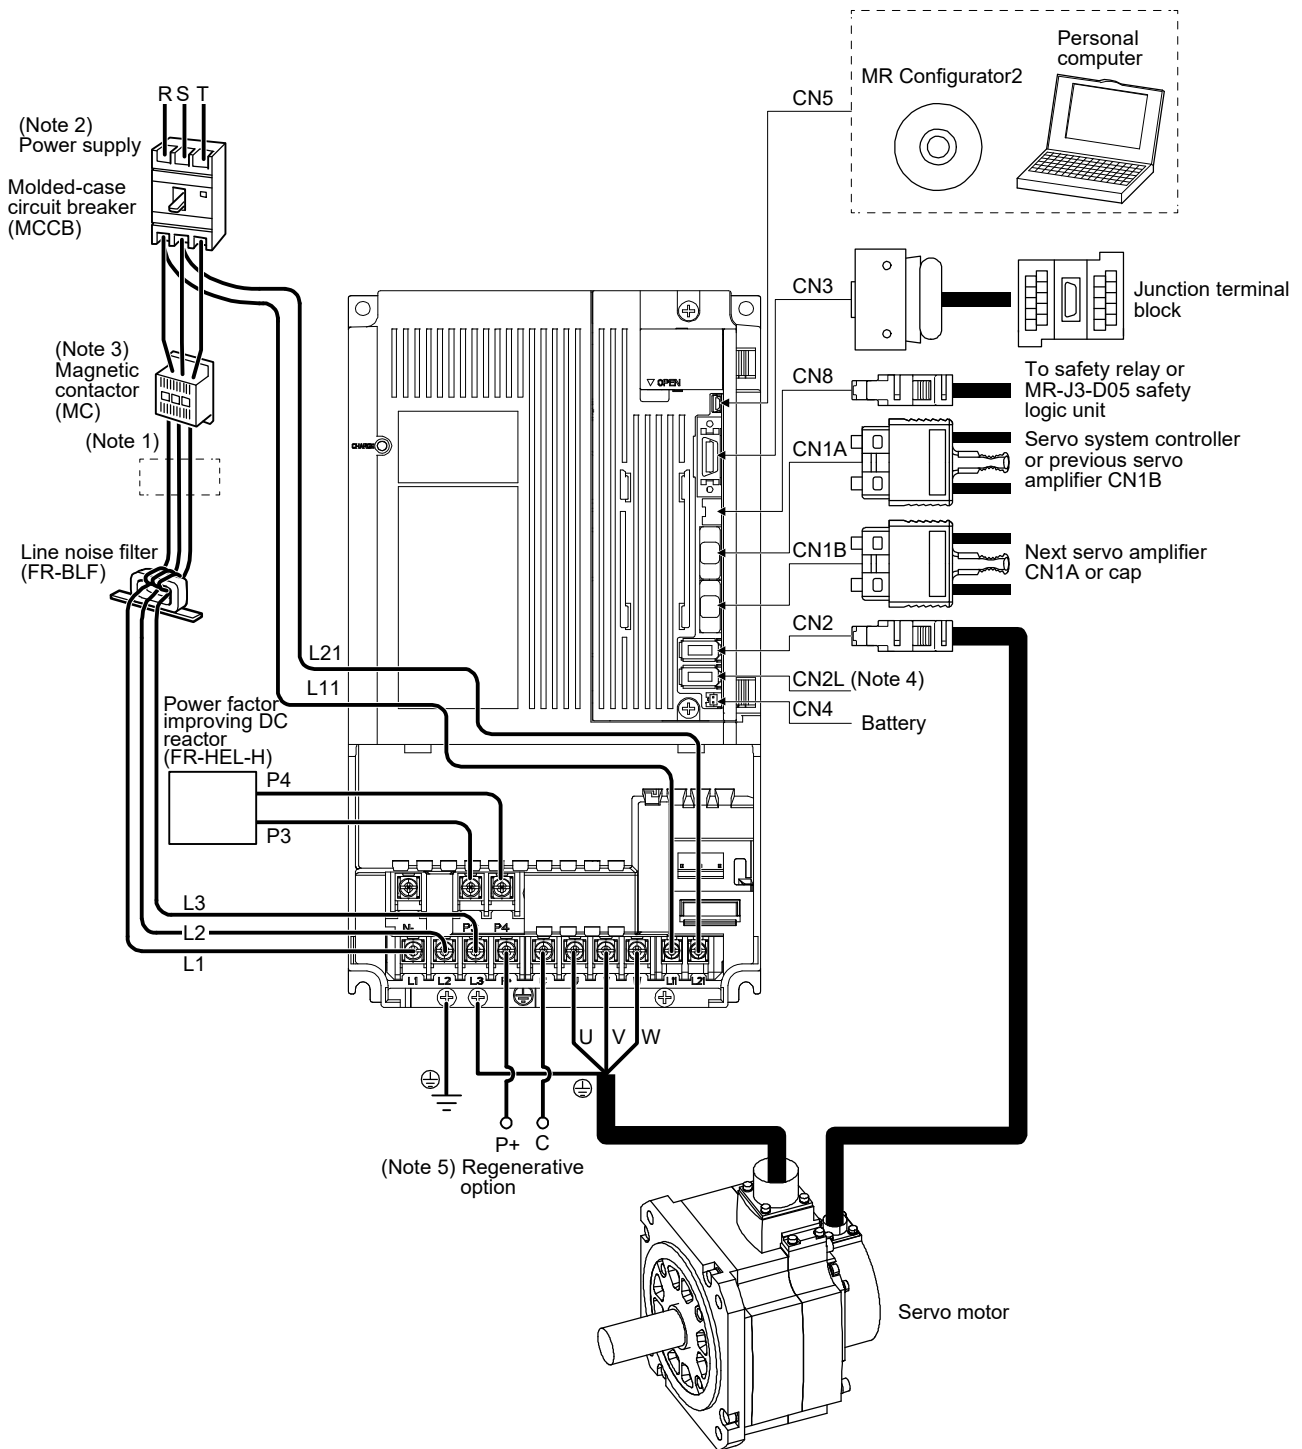 Personal
computer
MR Configurator2
CN5
R S T
(Note 2)
Power supply
Molded-case
circuit breaker
(MCCB)
CN3
Junction terminal
block
(Note 3)
Magnetic
contactor
(MC)
(Note 1)
OPEN
CHARGE
CN8
To safety relay or
MR-J3-D05 safety
logic unit
CN1A
Servo system controller
or previous servo
amplifier CN1B
Line noise filter
(FR-BLF)
CN1B
Next servo amplifier
CN1A or cap
CN2
L21
L11
CN2L (Note 4)
CN4
Battery
Power factor
improving DC
reactor
(FR-HEL-H)
P4
P3
L3
L2
L1
N-
P4
L1 L2 L3 L11 L21
U V W
P+ C
(Note 5) Regenerative
option
Servo motor